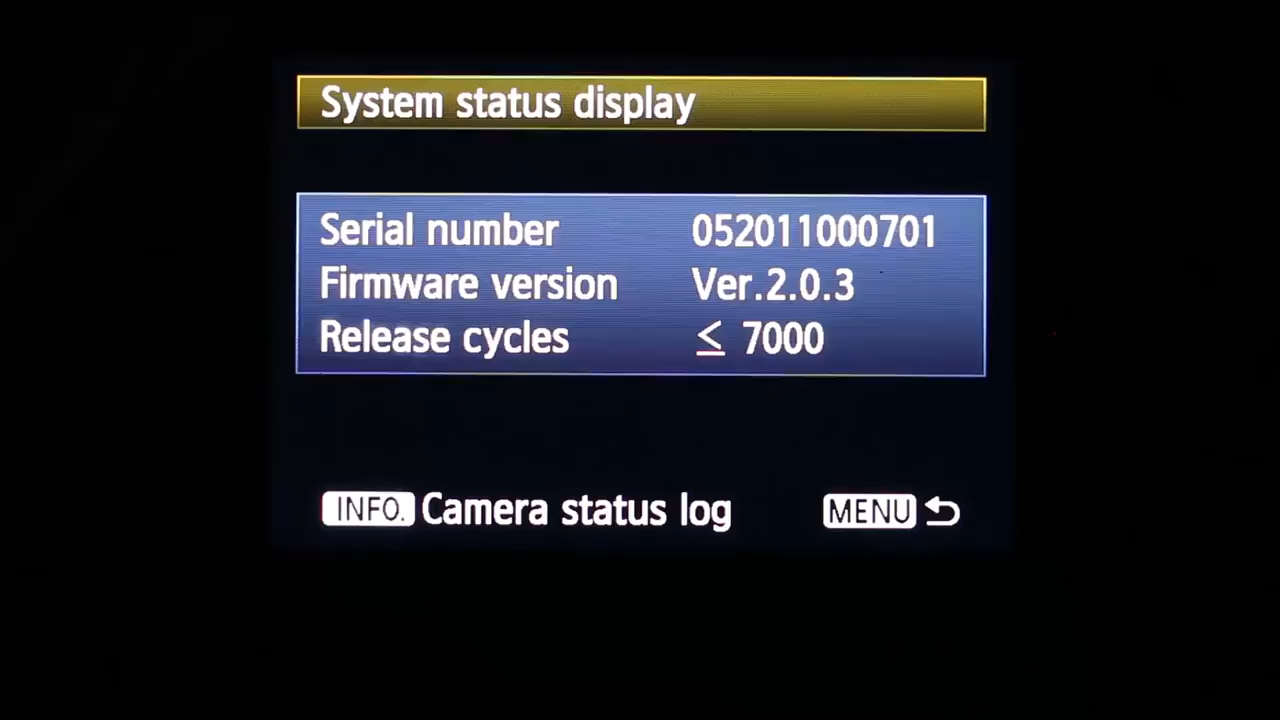 System status display
Serial number 052011000701
Firmware version Ver.2.0.3
Release cycles ≤ 7000
INFO. Camera status log MENU